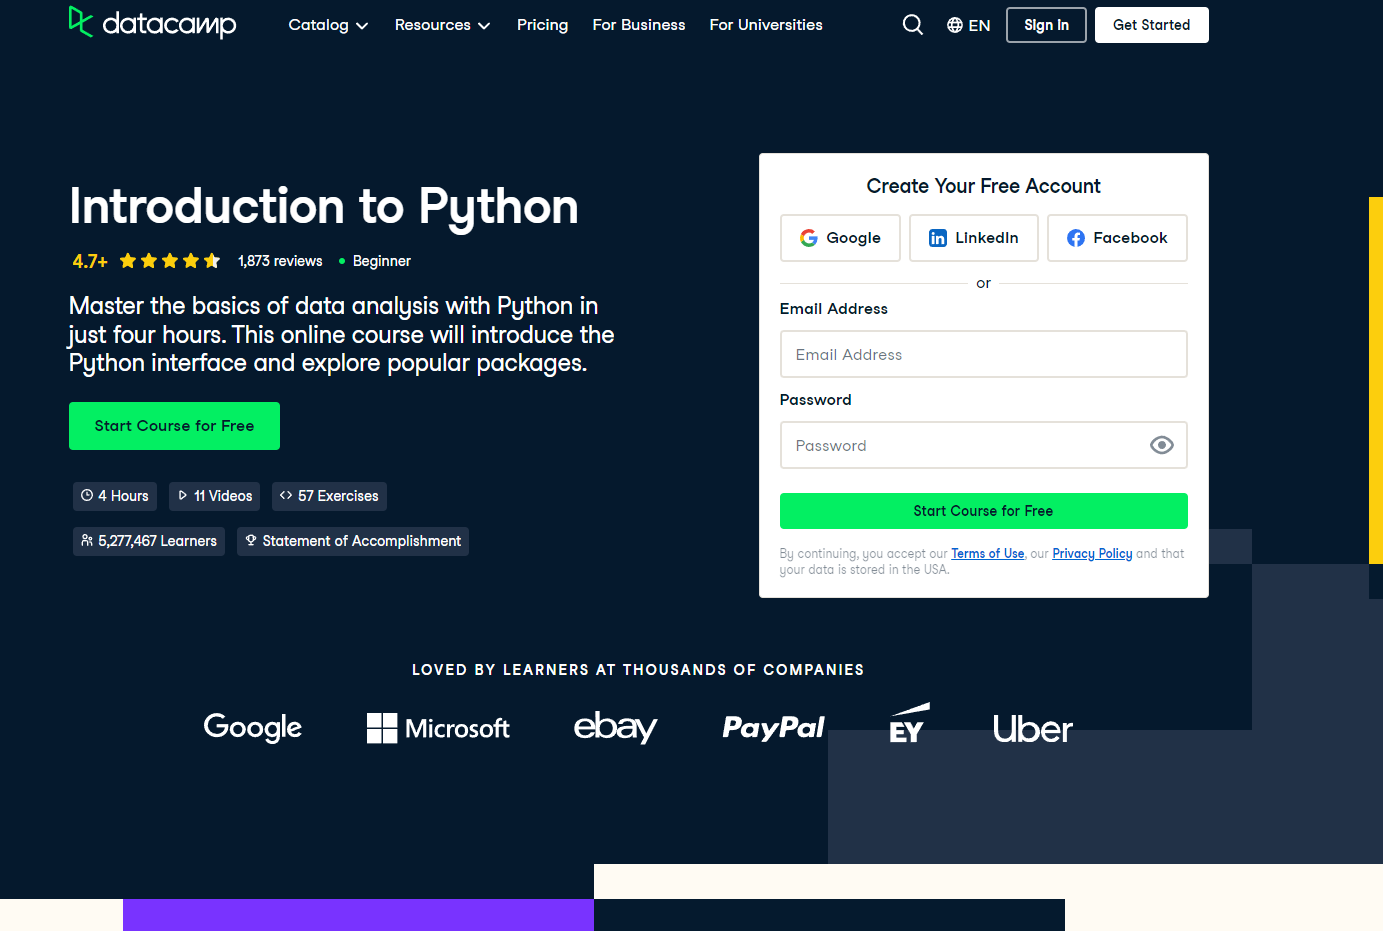 datacamp
Catalog Resources Pricing For Business For Universities EN Sign In Get Started
Introduction to Python
4.7+ 1,873 reviews Beginner
Master the basics of data analysis with Python in
just four hours. This online course will introduce the
Python interface and explore popular packages.
Start Course for Free
4 Hours 11 Videos 57 Exercises
5,277,467 Learners Statement of Accomplishment
Create Your Free Account
Google LinkedIn Facebook
or
Email Address
Email Address
Password
Password
Start Course for Free
By continuing, you accept our Terms of Use, our Privacy Policy and that
your data is stored in the USA.
LOVED BY LEARNERS AT THOUSANDS OF COMPANIES
Google Microsoft ebay PayPal EY Uber